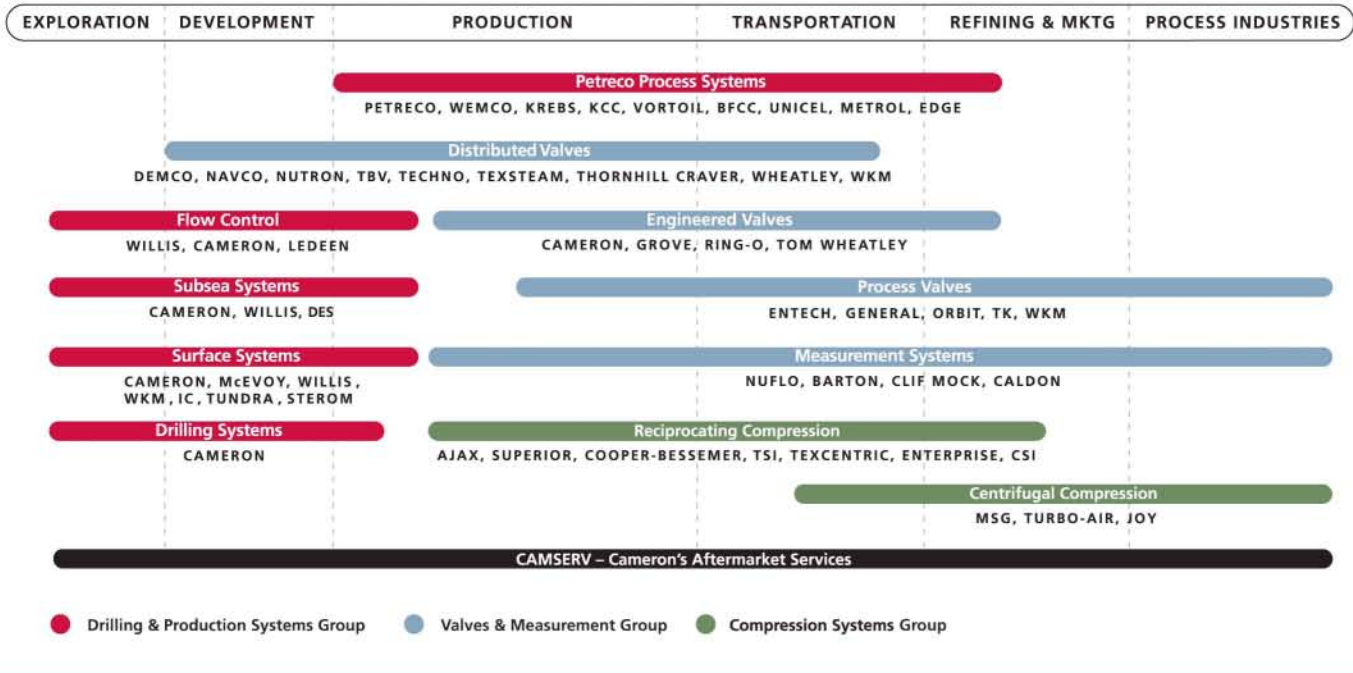 EXPLORATION DEVELOPMENT PRODUCTION TRANSPORTATION REFINING & MKTG PROCESS INDUSTRIES
Petreco Process Systems
PETRECO, WEMCO, KREBS, KCC, VORTOIL, BFCC, UNICEL, METROL, EDGE
Distributed Valves
DEMCO, NAVCO, NUTRON, TBV, TECHNO, TEXSTEAM, THORNHILL CRAVER, WHEATLEY, WKM
Flow Control Engineered Valves
WILLIS, CAMERON, LEDEEN CAMERON, GROVE, RING-O, TOM WHEATLEY
Subsea Systems Process Valves
CAMERON, WILLIS, DES ENTECH, GENERAL, ORBIT, TK, WKM
Surface Systems Measurement Systems
CAMERON, McEVOY, WILLIS, NUFLO, BARTON, CLIF MOCK, CALDON
WKM, IC, TUNDRA, STEROM
Drilling Systems Reciprocating Compression
CAMERON AJAX, SUPERIOR, COOPER-BESSEMER, TSI, TEXCENTRIC, ENTERPRISE, CSI
Centrifugal Compression
MSG, TURBO-AIR, JOY
CAMSERV – Cameron's Aftermarket Services
Drilling & Production Systems Group Valves & Measurement Group Compression Systems Group